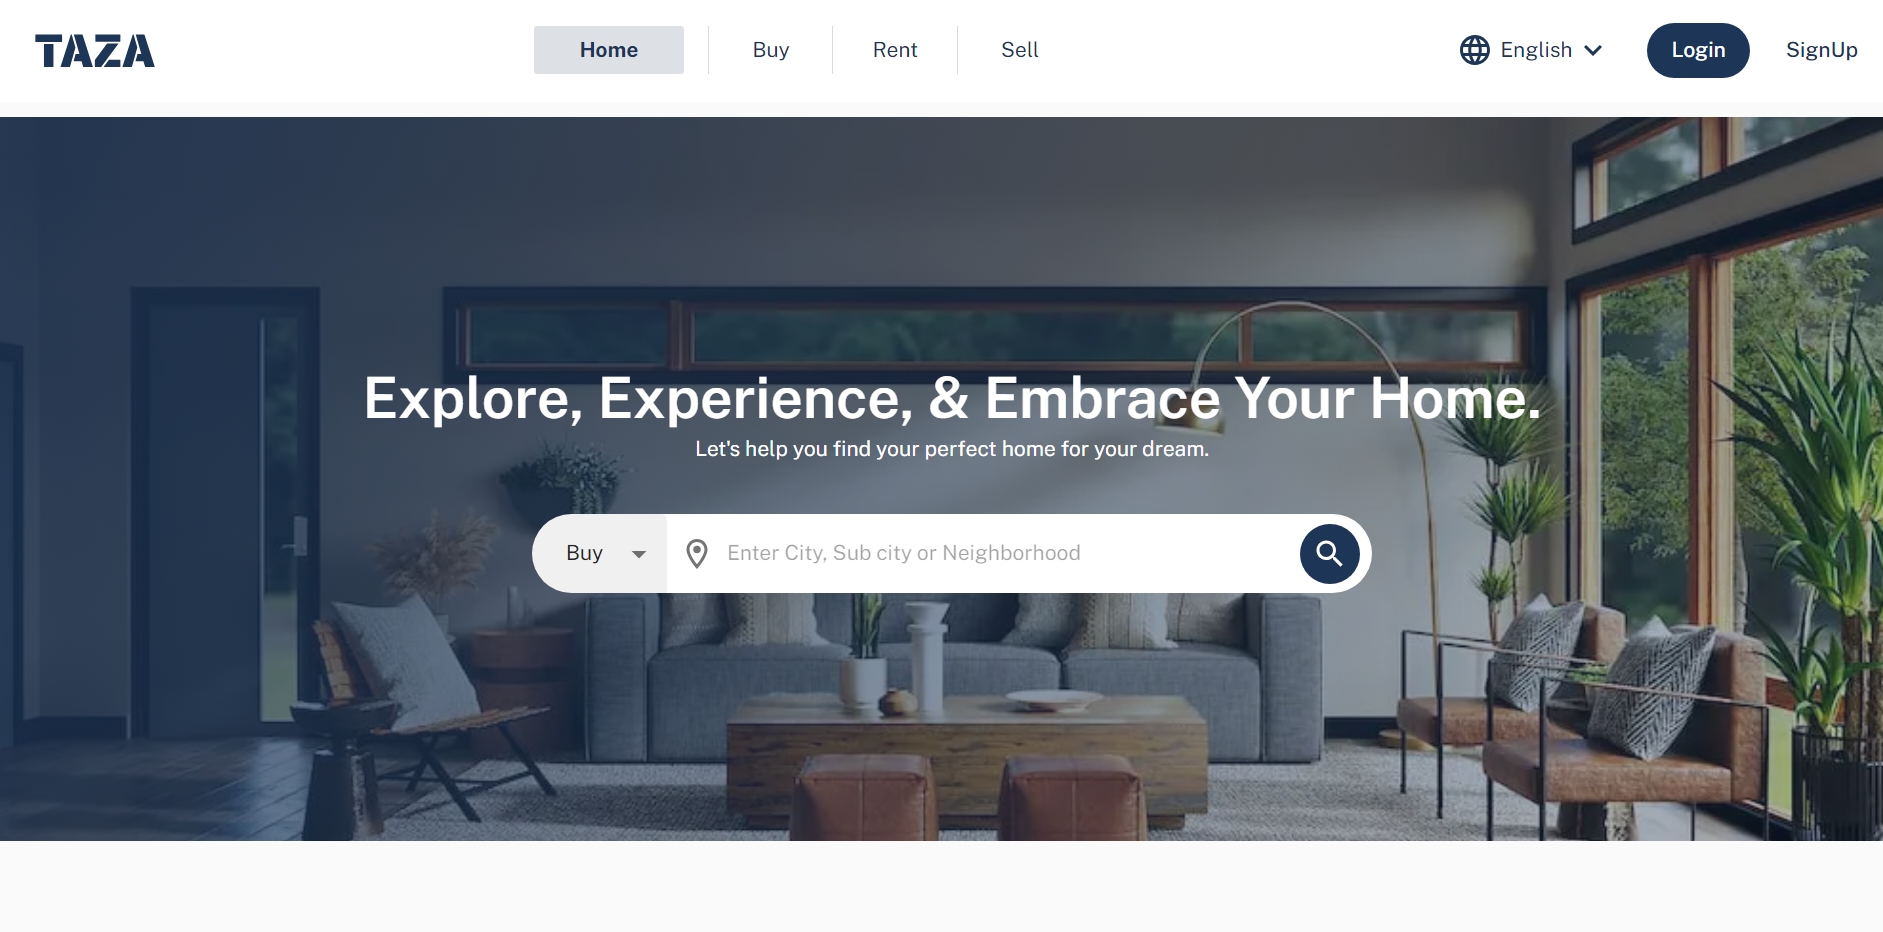 TAZA
Home
Buy
Rent
Sell
English
Login
SignUp
Explore, Experience, & Embrace Your Home.
Let's help you find your perfect home for your dream.
Buy
Enter City, Sub city or Neighborhood